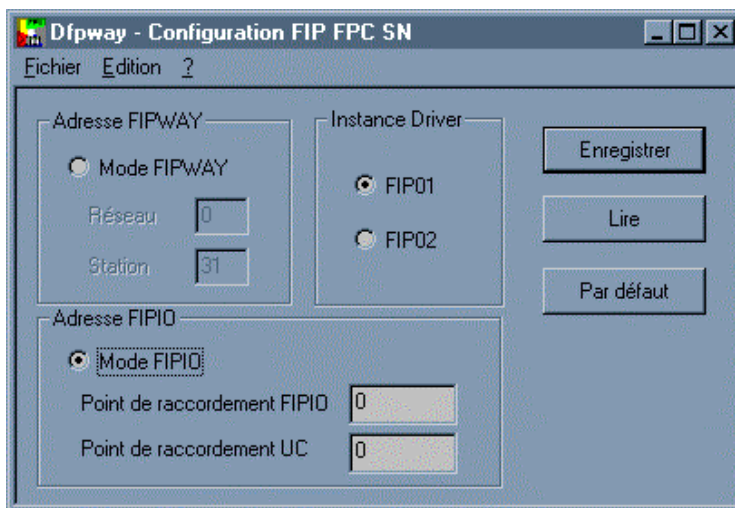 Dfpway - Configuration FIP FPC SN
Fichier Edition ?
Adresse FIPWAY
Mode FIPWAY
Réseau 0
Station 31
Instance Driver
FIP01
FIP02
Enregistrer
Lire
Par défaut
Adresse FIPIO
Mode FIPIO
Point de raccordement FIPIO 0
Point de raccordement UC 0